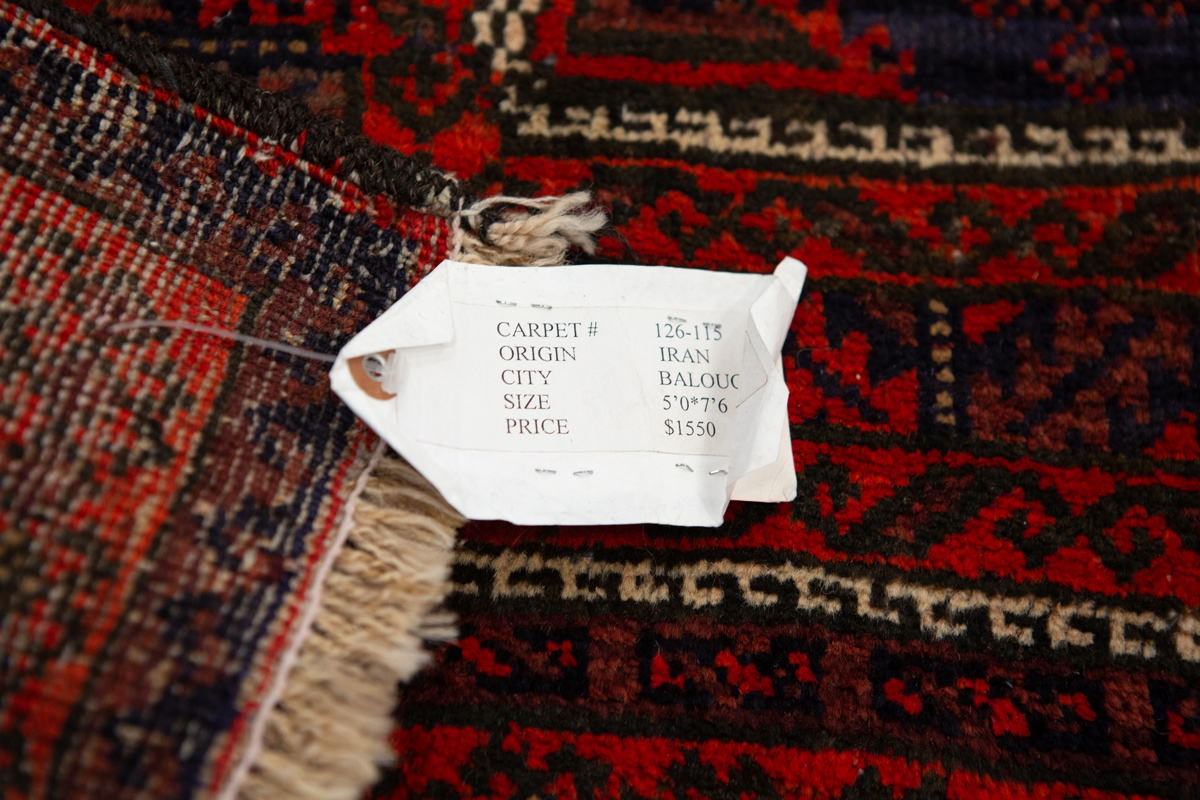 CARPET # 126-115
ORIGIN IRAN
CITY BALOUC
SIZE 5'0*7'6
PRICE $1550